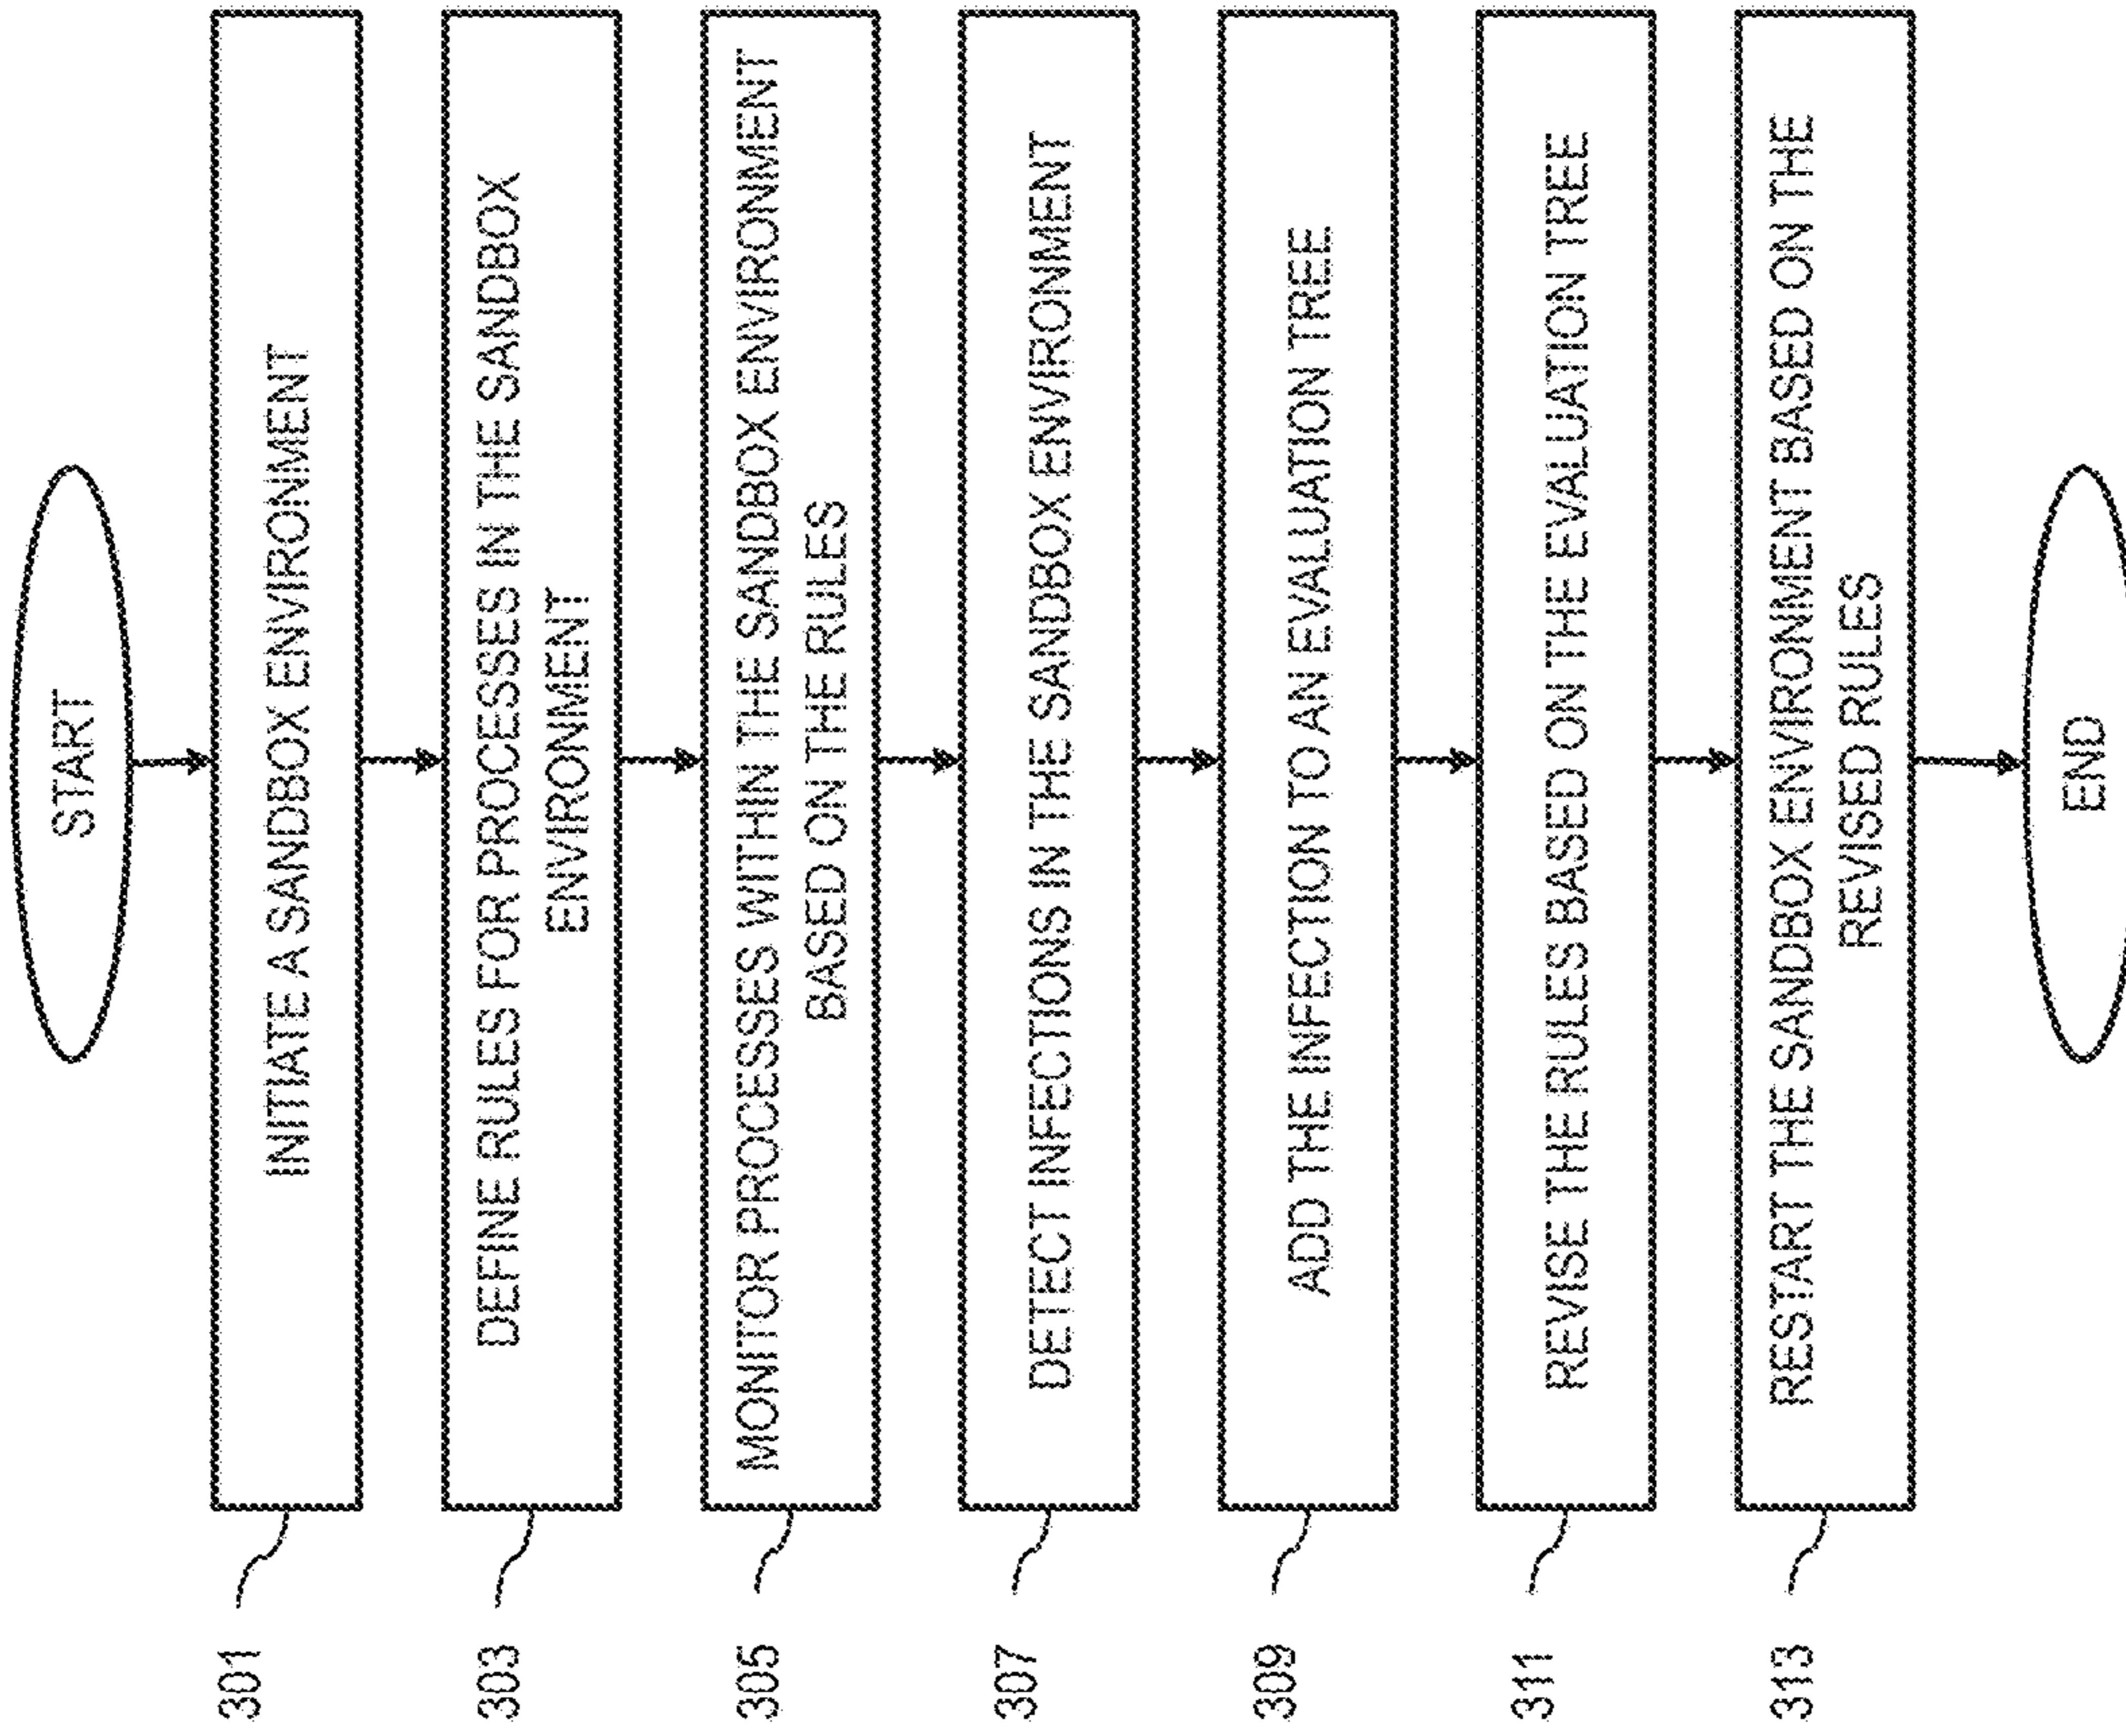 START
301
INITIATE A SANDBOX ENVIRONMENT
303
DEFINE RULES FOR PROCESSES IN THE SANDBOX
ENVIRONMENT
305
MONITOR PROCESSES WITHIN THE SANDBOX ENVIRONMENT
BASED ON THE RULES
307
DETECT INFECTIONS IN THE SANDBOX ENVIRONMENT
309
ADD THE INFECTION TO AN EVALUATION TREE
311
REVISE THE RULES BASED ON THE EVALUATION TREE
313
RESTART THE SANDBOX ENVIRONMENT BASED ON THE
REVISED RULES
END